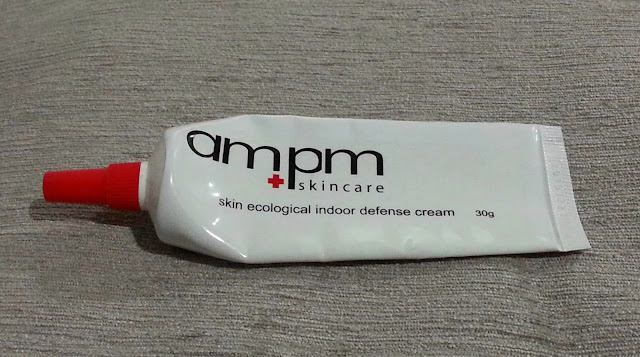 ampm
skincare
skin ecological indoor defense cream 30g